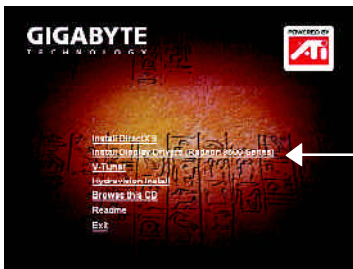 GIGABYTE
TECHNOLOGY
POWERED BY
ATi
Install DirectX 9
Install Display Drivers (Radeon 9600 Series)
V-Tuner
Hydravision Install
Browse this CD
Readme
Exit